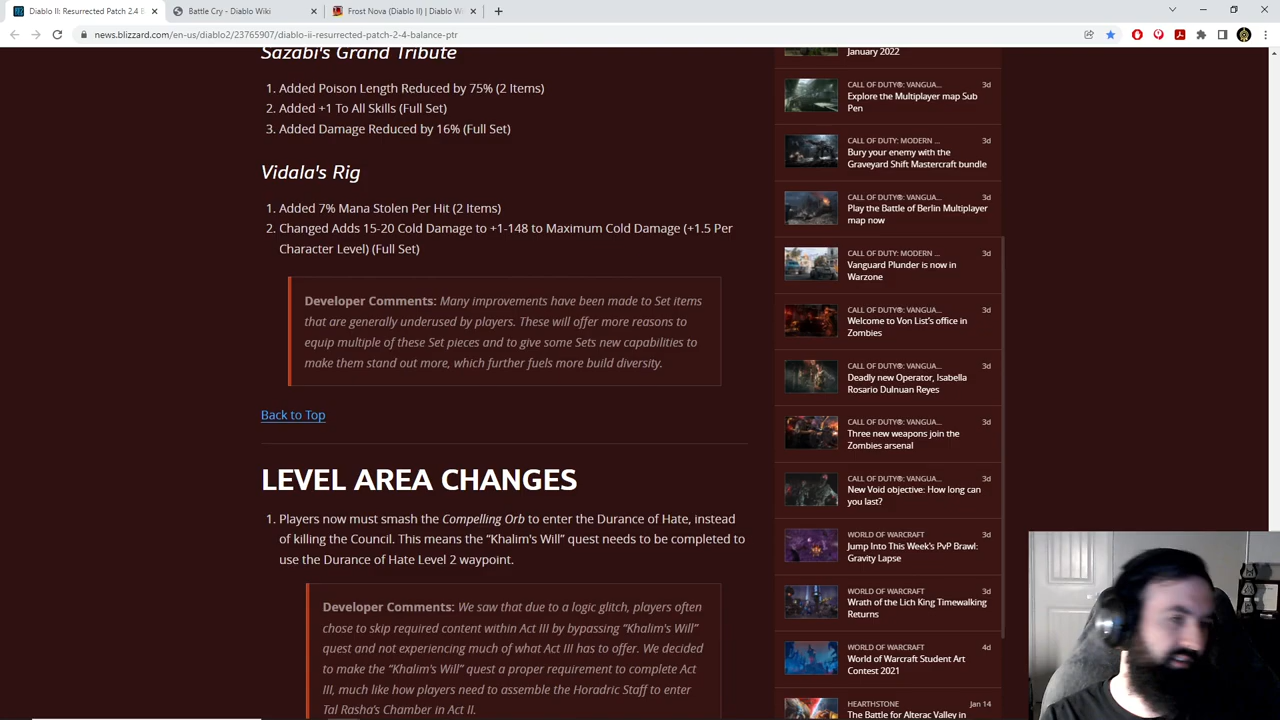 Diablo II: Resurrected Patch 2.4 B
Battle Cry - Diablo Wiki
Frost Nova (Diablo II) | Diablo W
news.blizzard.com/en-us/diablo2/23765907/diablo-ii-resurrected-patch-2-4-balance-ptr
Sazabi's Grand Tribute
1. Added Poison Length Reduced by 75% (2 Items)
2. Added +1 To All Skills (Full Set)
3. Added Damage Reduced by 16% (Full Set)
Vidala's Rig
1. Added 7% Mana Stolen Per Hit (2 Items)
2. Changed Adds 15-20 Cold Damage to +1-148 to Maximum Cold Damage (+1.5 Per
Character Level) (Full Set)
Developer Comments: Many improvements have been made to Set items
that are generally underused by players. These will offer more reasons to
equip multiple of these Set pieces and to give some Sets new capabilities to
make them stand out more, which further fuels more build diversity.
Back to Top
LEVEL AREA CHANGES
1. Players now must smash the Compelling Orb to enter the Durance of Hate, instead
of killing the Council. This means the “Khalim's Will” quest needs to be completed to
use the Durance of Hate Level 2 waypoint.
Developer Comments: We saw that due to a logic glitch, players often
chose to skip required content within Act III by bypassing “Khalim's Will”
quest and not experiencing much of what Act III has to offer. We decided
to make the “Khalim's Will” quest a proper requirement to complete Act
III, much like how players need to assemble the Horadric Staff to enter
Tal Rasha's Chamber in Act II.
January 2022
CALL OF DUTY®: VANGUA... 3d
Explore the Multiplayer map Sub
Pen
CALL OF DUTY: MODERN ... 3d
Bury your enemy with the
Graveyard Shift Mastercraft bundle
CALL OF DUTY®: VANGUA... 3d
Play the Battle of Berlin Multiplayer
map now
CALL OF DUTY: MODERN ... 3d
Vanguard Plunder is now in
Warzone
CALL OF DUTY®: VANGUA... 3d
Welcome to Von List's office in
Zombies
CALL OF DUTY®: VANGUA... 3d
Deadly new Operator, Isabella
Rosario Dulnuan Reyes
CALL OF DUTY®: VANGUA... 3d
Three new weapons join the
Zombies arsenal
CALL OF DUTY®: VANGUA... 3d
New Void objective: How long can
you last?
WORLD OF WARCRAFT 3d
Jump Into This Week's PvP Brawl:
Gravity Lapse
WORLD OF WARCRAFT 3d
Wrath of the Lich King Timewalking
Returns
WORLD OF WARCRAFT 4d
World of Warcraft Student Art
Contest 2021
HEARTHSTONE Jan 14
The Battle for Alterac Valley in